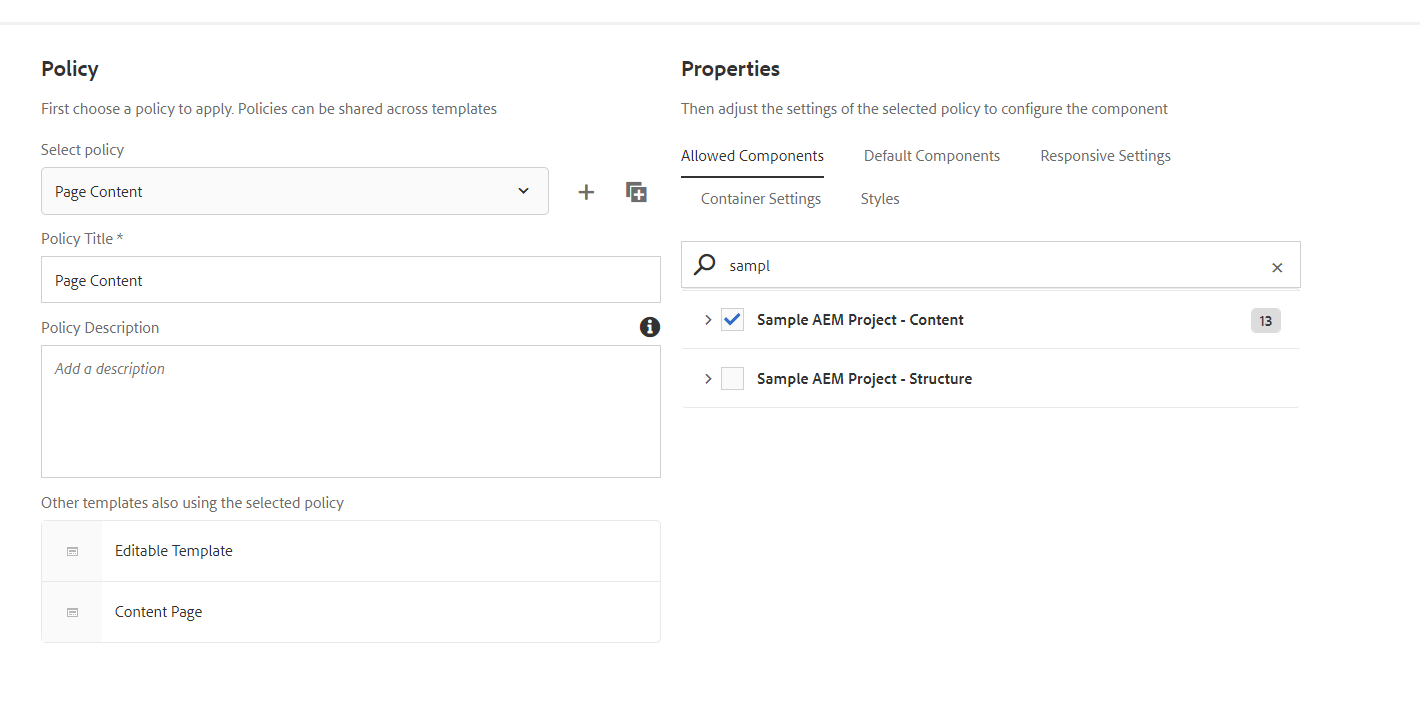 Policy
First choose a policy to apply. Policies can be shared across templates
Select policy
Page Content
Policy Title *
Page Content
Policy Description
Add a description
Other templates also using the selected policy
Editable Template
Content Page
Properties
Then adjust the settings of the selected policy to configure the component
Allowed Components Default Components Responsive Settings
Container Settings Styles
sampl
Sample AEM Project - Content 13
Sample AEM Project - Structure